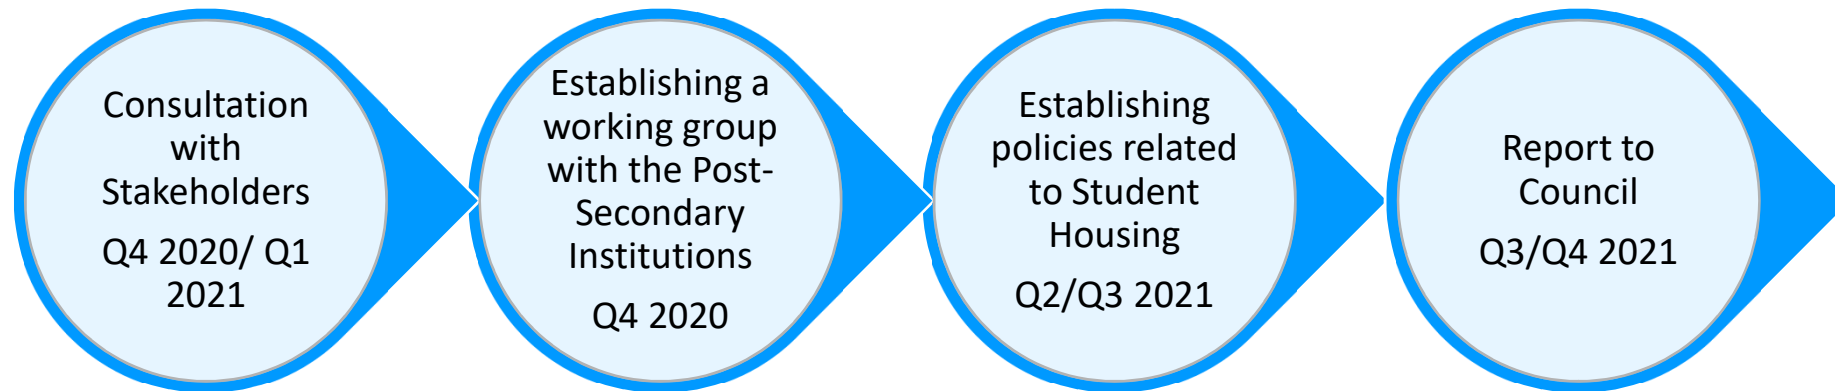 Consultation
with
Stakeholders
Q4 2020/ Q1
2021
Establishing a
working group
with the Post-
Secondary
Institutions
Q4 2020
Establishing
policies related
to Student
Housing
Q2/Q3 2021
Report to
Council
Q3/Q4 2021